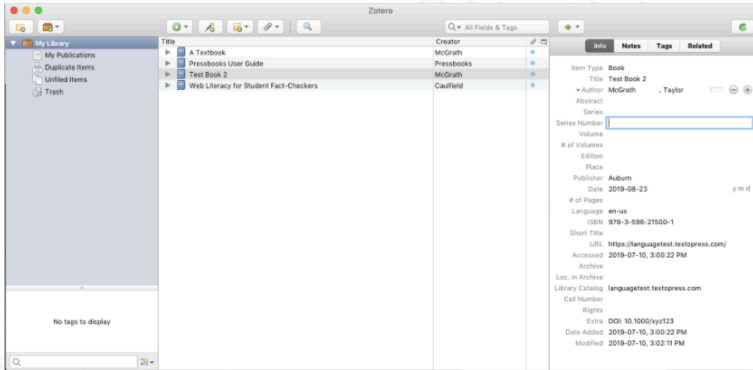 Zotero
All Fields & Tags
My Library
My Publications
Duplicate Items
Unfiled Items
Trash
No tags to display
Title Creator
A Textbook McGrath
Pressbooks User Guide Pressbooks
Test Book 2 McGrath
Web Literacy for Student Fact-Checkers Caulfield
Info Notes Tags Related
Item Type Book
Title Test Book 2
Author McGrath , Taylor
Abstract
Series
Series Number
Volume
# of Volumes
Edition
Place
Publisher Auburn
Date 2019-08-23 y m d
# of Pages
Language en-us
ISBN 978-3-598-21500-1
Short Title
URL https://languagetest.textopress.com/
Accessed 2019-07-10, 3:00:22 PM
Archive
Loc. in Archive
Library Catalog languagetest.textopress.com
Call Number
Rights
Extra DOI: 10.1000/xyz123
Date Added 2019-07-10, 3:00:22 PM
Modified 2019-07-10, 3:02:11 PM